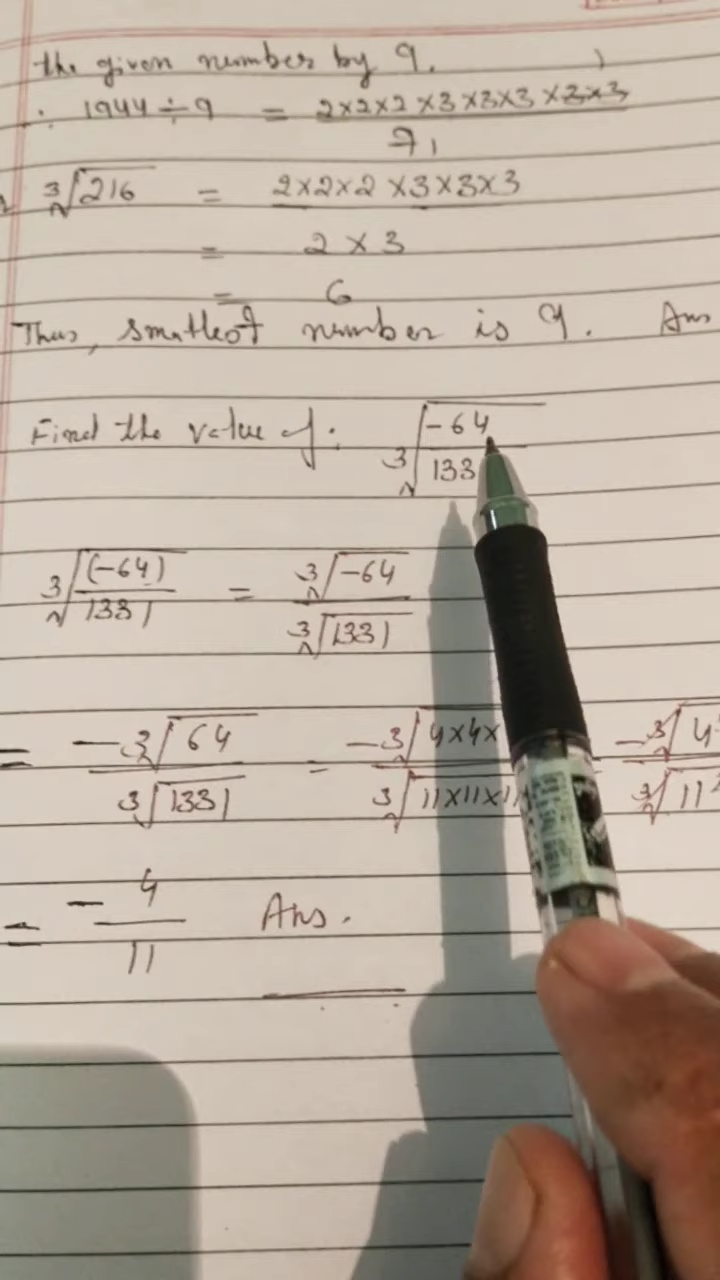 the given number by 9.
∴ 1944 ÷ 9 = 2×2×2×3×3×3×3×3 /
∛216 = 2×2×2×3×3×3
= 2×3
= 6
Thus, smallest number is 9. Ans
Find the value of: ∛(-64/133
∛((-64)/1331) = ∛-64/∛1331
= -∛64/∛1331 = -∛4×4×/∛11×11×1 -∛4/∛11
= -4/11 Ans.